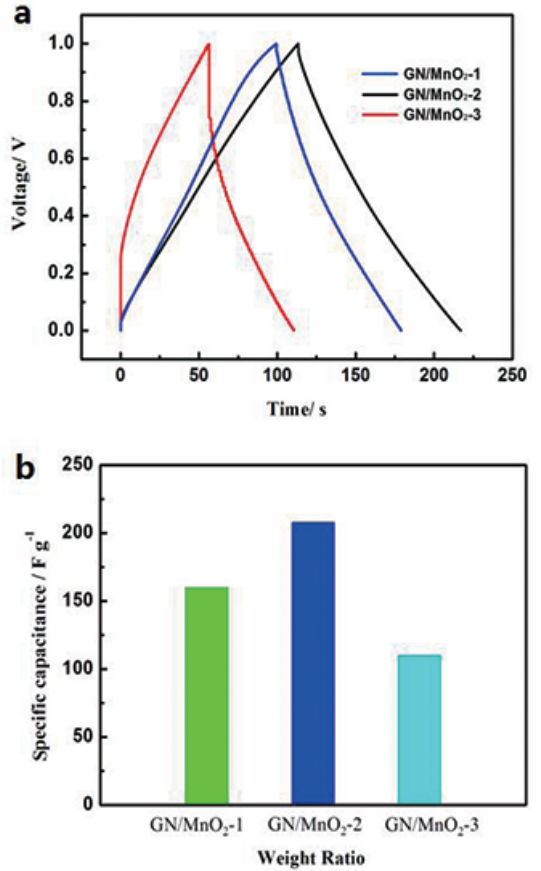 a
1.0
0.8
0.6
0.4
0.2
0.0
Voltage/ V
GN/MnO₂-1
GN/MnO₂-2
GN/MnO₂-3
0 50 100 150 200 250
Time/ s
b
250
200
150
100
50
0
Specific capacitance / F g⁻¹
GN/MnO₂-1 GN/MnO₂-2 GN/MnO₂-3
Weight Ratio